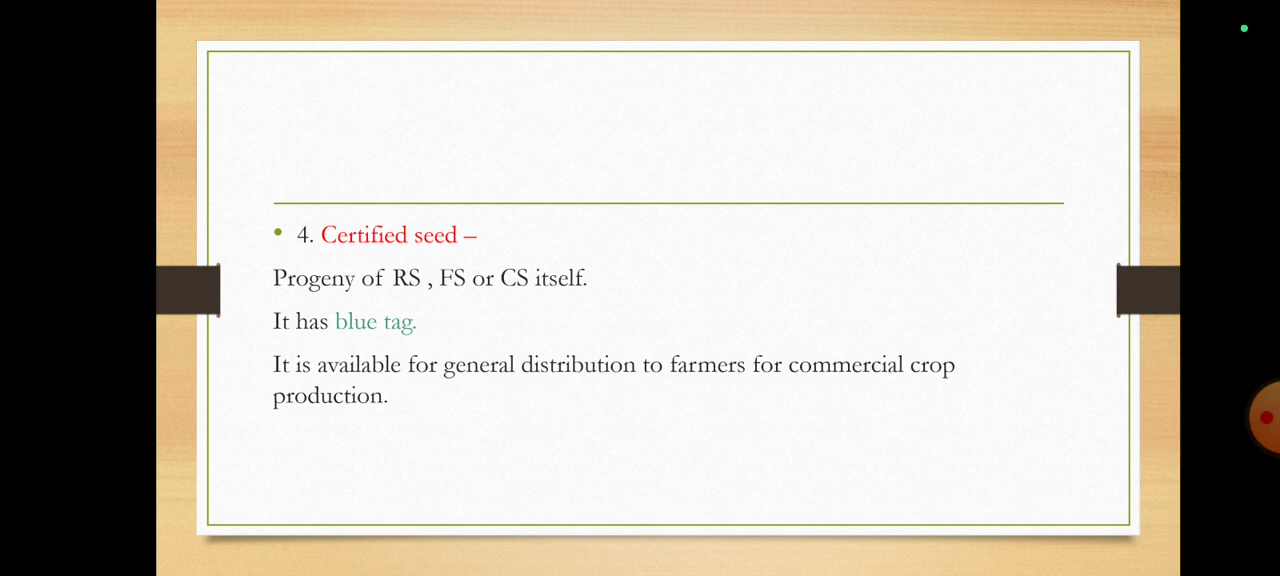 • 4. Certified seed –
Progeny of RS , FS or CS itself.
It has blue tag.
It is available for general distribution to farmers for commercial crop
production.